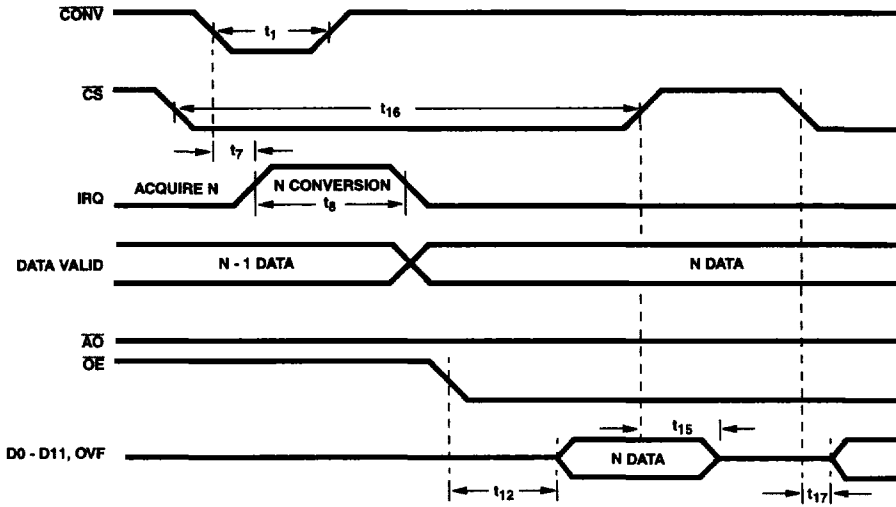 CONV
t1
CS
t16
t7
IRQ
ACQUIRE N
N CONVERSION
t8
DATA VALID
N - 1 DATA
N DATA
AO
OE
D0 - D11, OVF
N DATA
t15
t12
t17